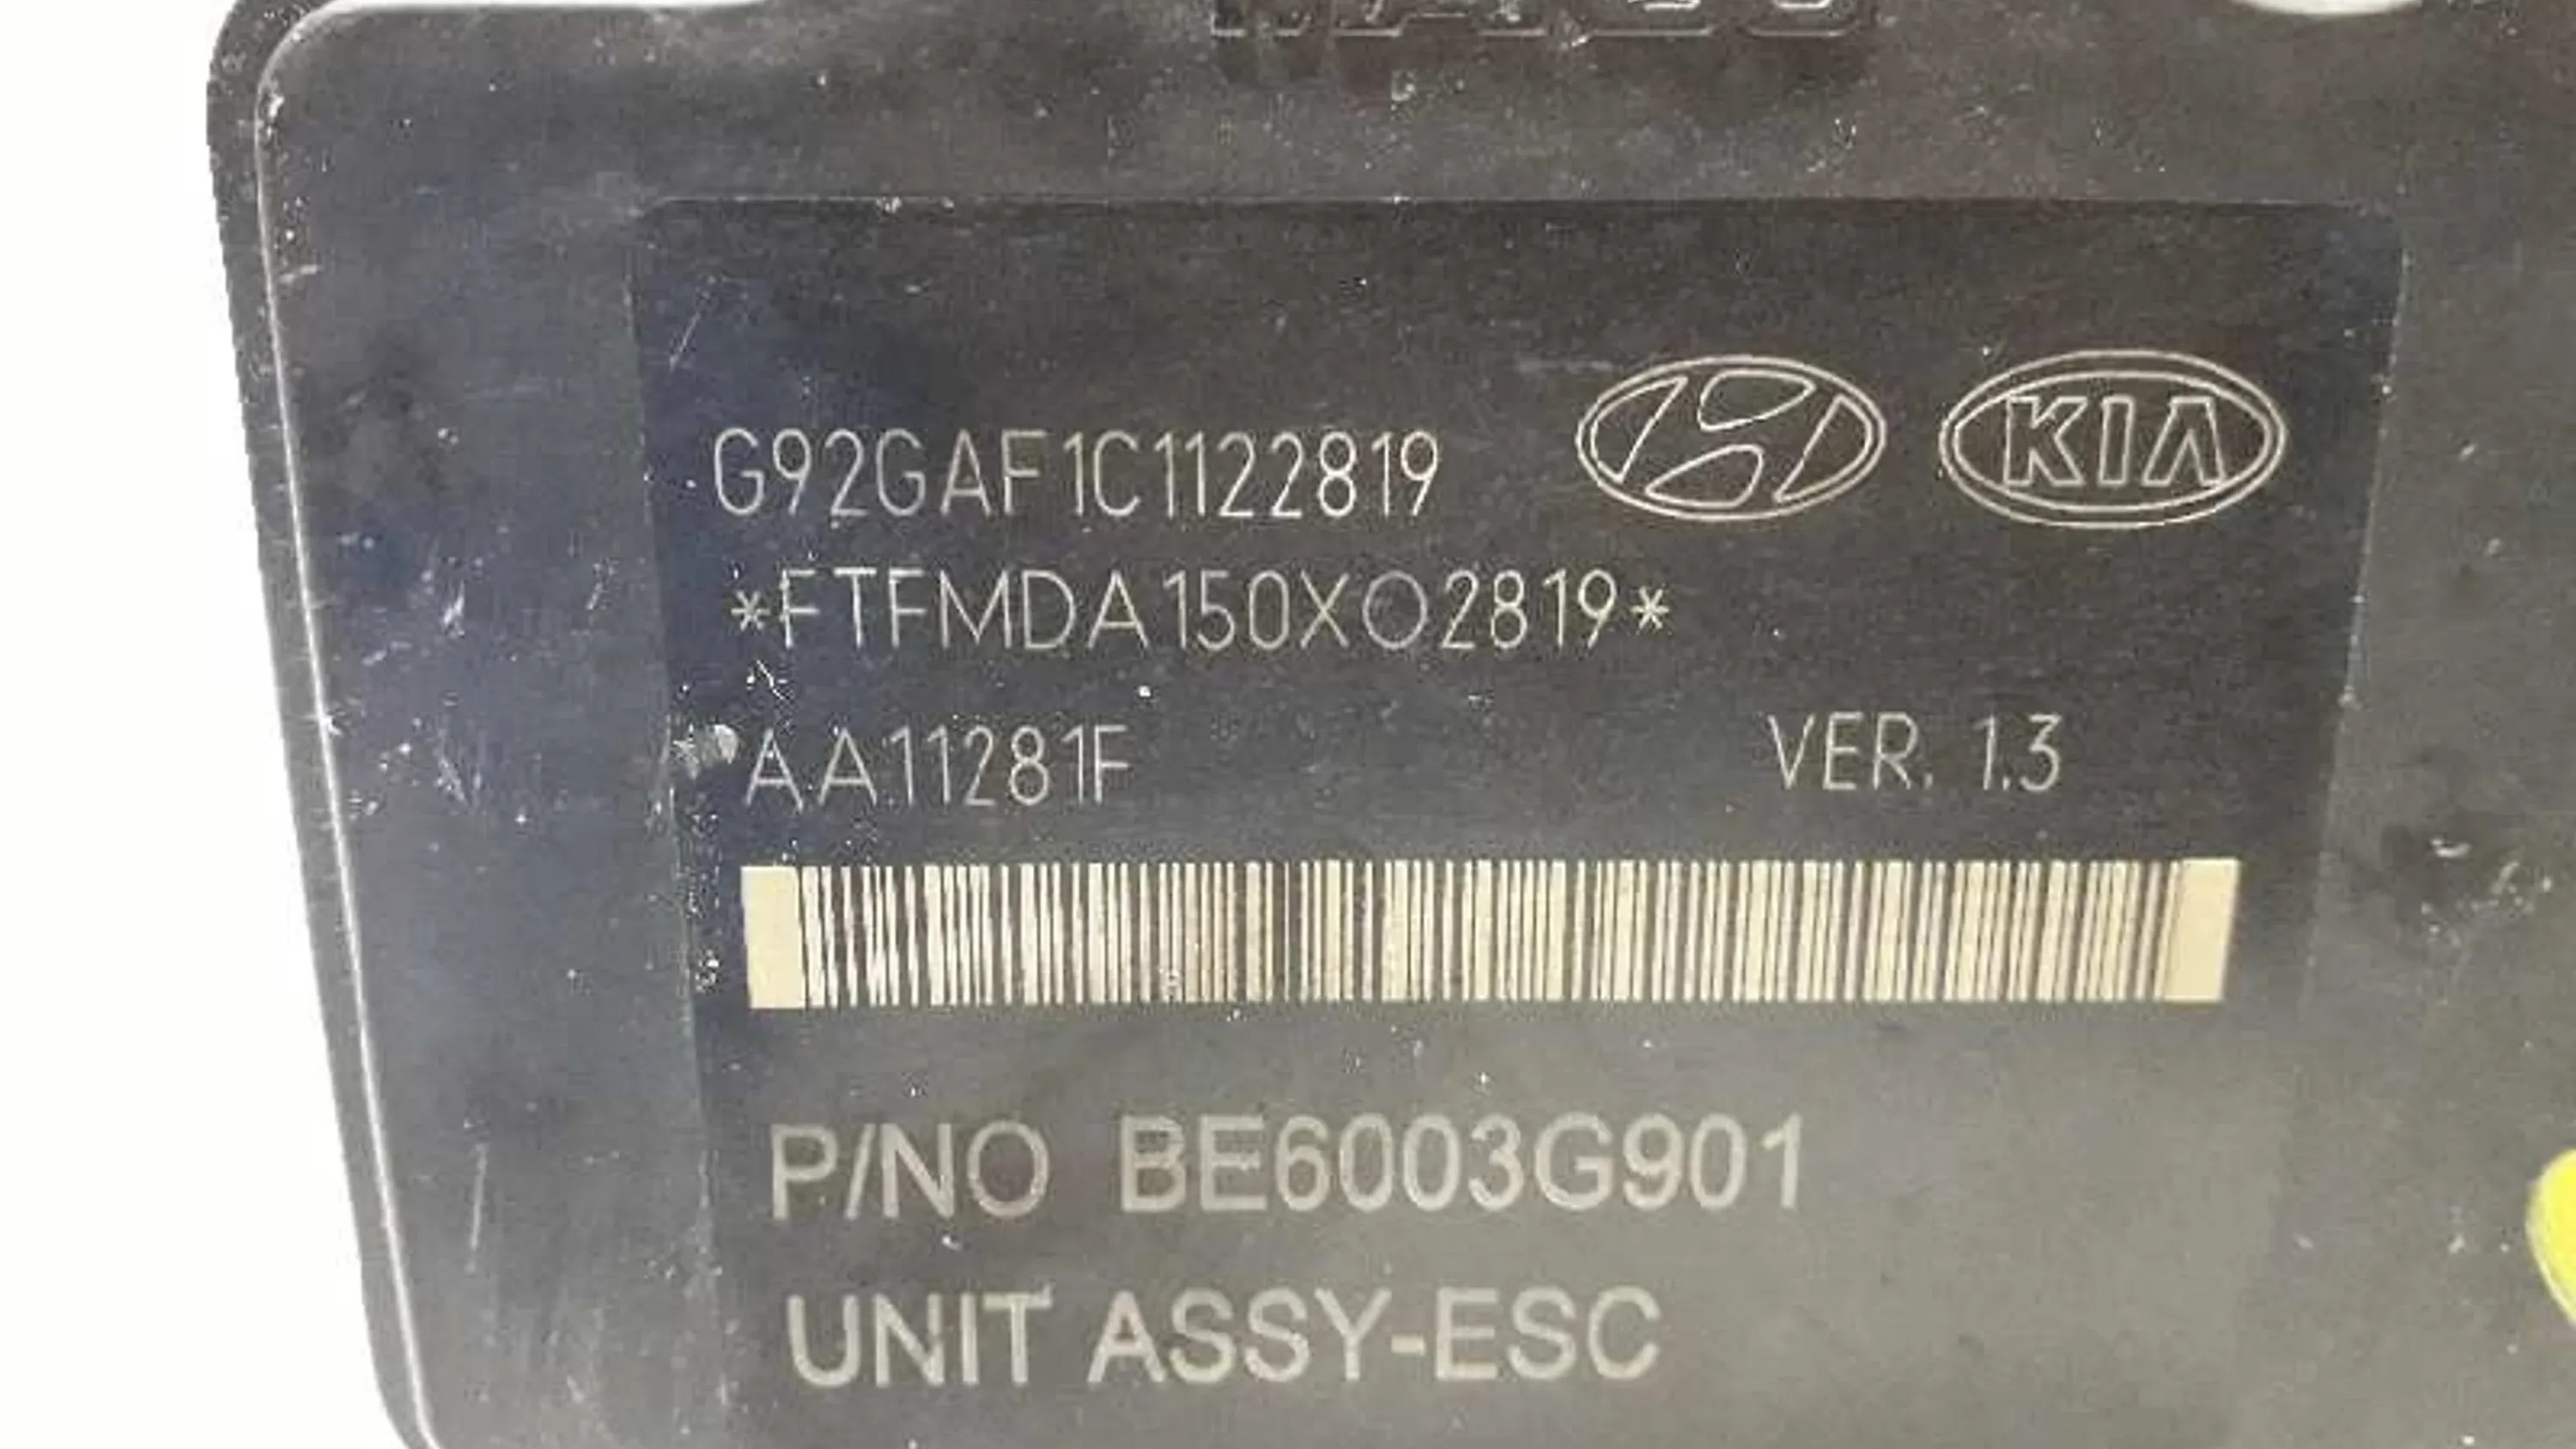 G92GAF1C1122819
KIA
*FTFMDA150XO2819*
AA11281F VER. 1.3
P/NO BE6003G901
UNIT ASSY-ESC